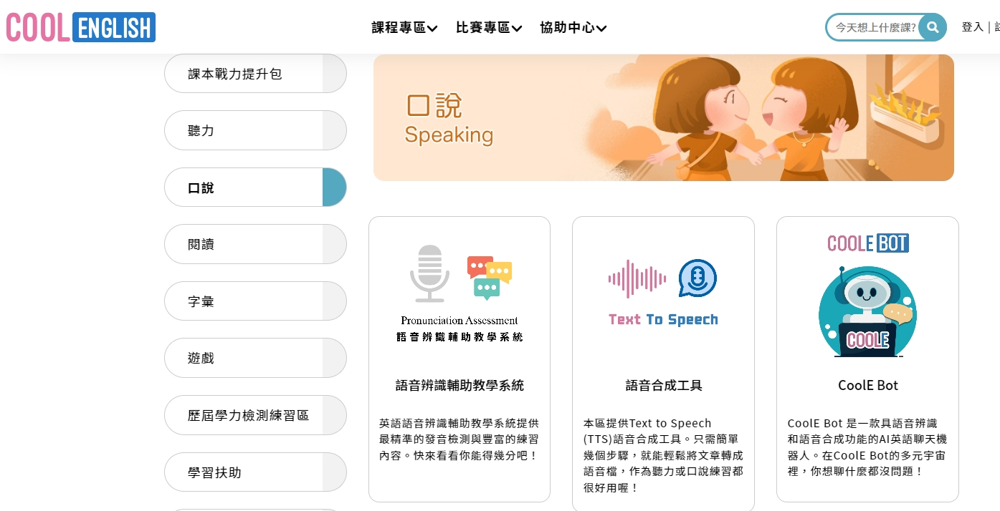 COOL ENGLISH
課程專區
比賽專區
協助中心
今天想上什麼課?
登入 |
課本戰力提升包
聽力
口說
閱讀
字彙
遊戲
歷屆學力檢測練習區
學習扶助
口說
Speaking
Pronunciation Assessment
語音辨識輔助教學系統
語音辨識輔助教學系統
英語語音辨識輔助教學系統提供
最精準的發音檢測與豐富的練習
內容。快來看看你能得幾分吧！
Text To Speech
語音合成工具
本區提供Text to Speech
(TTS)語音合成工具。只需簡單
幾個步驟，就能輕鬆將文章轉成
語音檔，作為聽力或口說練習都
很好用喔！
COOLE BOT
COOLE
CoolE Bot
CoolE Bot 是一款具語音辨識
和語音合成功能的AI英語聊天機
器人。在CoolE Bot的多元宇宙
裡，你想聊什麼都沒問題！